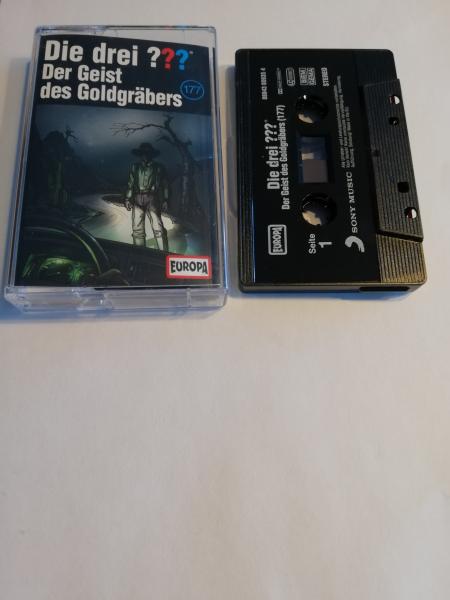 Die drei ???
Der Geist
des Goldgräbers
177
EUROPA
Die drei ???
Der Geist des Goldgräbers (177)
EUROPA
Seite
1
SONY MUSIC
STEREO